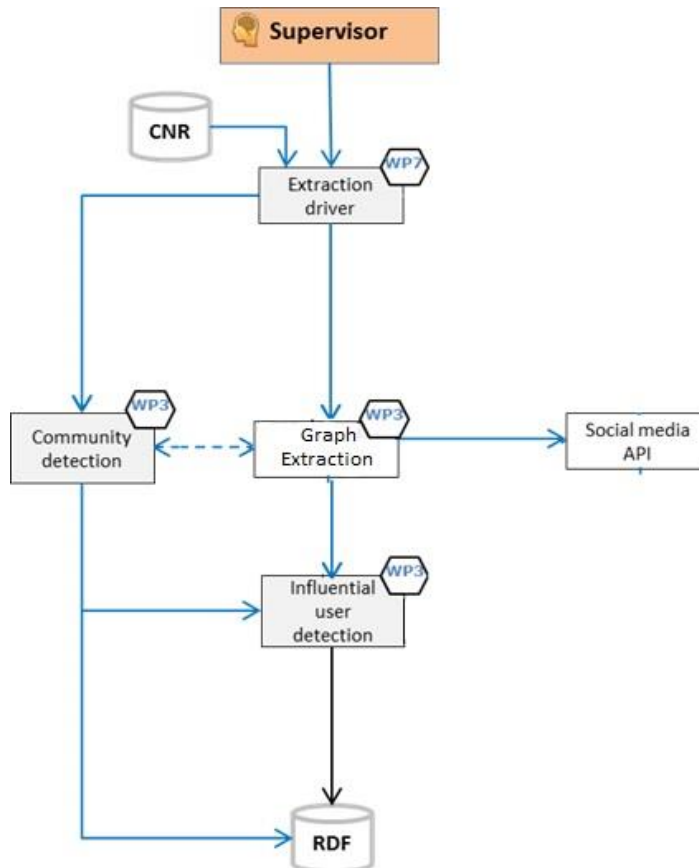 Supervisor
CNR
WP7
Extraction
driver
WP3
Community
detection
WP3
Graph
Extraction
Social media
API
WP3
Influential
user
detection
RDF